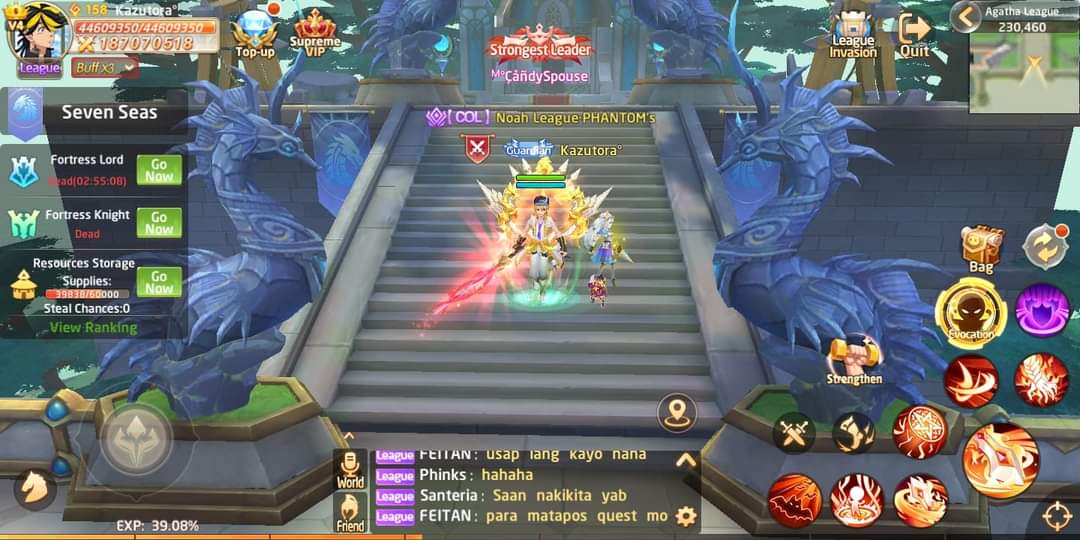 V4
158 Kazutora°
44609350/44609350
187070518
League
Buff X3
Top-up
Supreme
VIP
Strongest Leader
MᵒCáñdySpouse
League
Invasion
Quit
Agatha League
230,460
Seven Seas
[COL] Noah League·PHANTOM's
Guardian Kazutora°
Fortress Lord
Dead(02:55:08)
Go
Now
Fortress Knight
Dead
Go
Now
Resources Storage
Supplies:
39838/60000
Steal Chances:0
Go
Now
View Ranking
Bag
Evocation
Strengthen
World
Friend
League FEITAN: usap lang kayo haha
League Phinks: hahaha
League Santeria: Saan nakikita yab
League FEITAN: para matapos quest mo
EXP: 39.08%